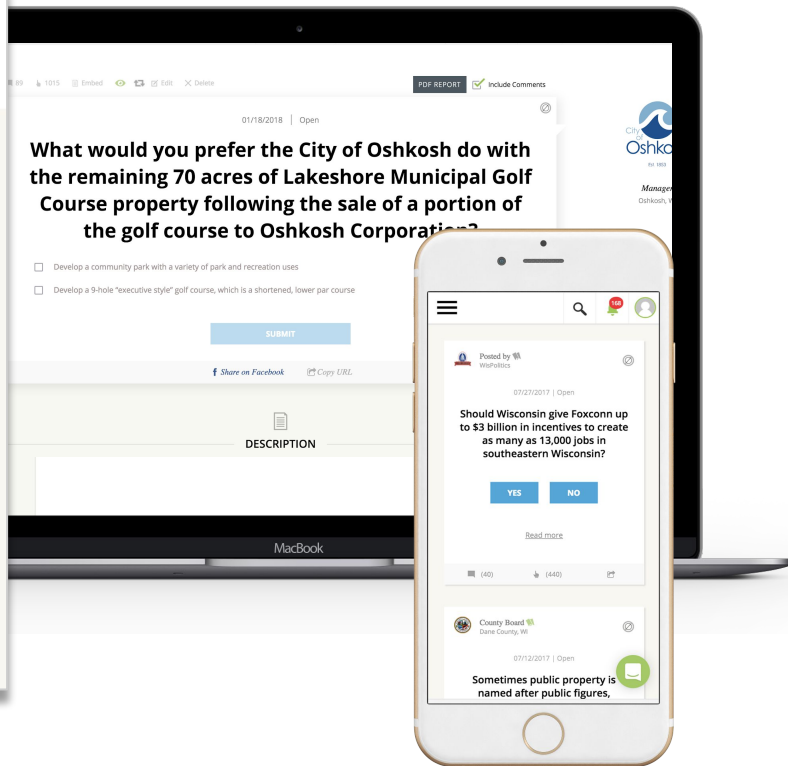 89 1015 Embed Edit Delete
PDF REPORT Include Comments
01/18/2018 | Open
What would you prefer the City of Oshkosh do with
the remaining 70 acres of Lakeshore Municipal Golf
Course property following the sale of a portion of
the golf course to Oshkosh Corporation?
Develop a community park with a variety of park and recreation uses
Develop a 9-hole “executive style” golf course, which is a shortened, lower par course
SUBMIT
Share on Facebook Copy URL
DESCRIPTION
City
of
Oshko
Manager
Oshkosh, W
MacBook
168
Posted by
WisPolitics
07/27/2017 | Open
Should Wisconsin give Foxconn up
to $3 billion in incentives to create
as many as 13,000 jobs in
southeastern Wisconsin?
YES NO
Read more
(40) (440)
County Board
Dane County, WI
07/12/2017 | Open
Sometimes public property is
named after public figures,